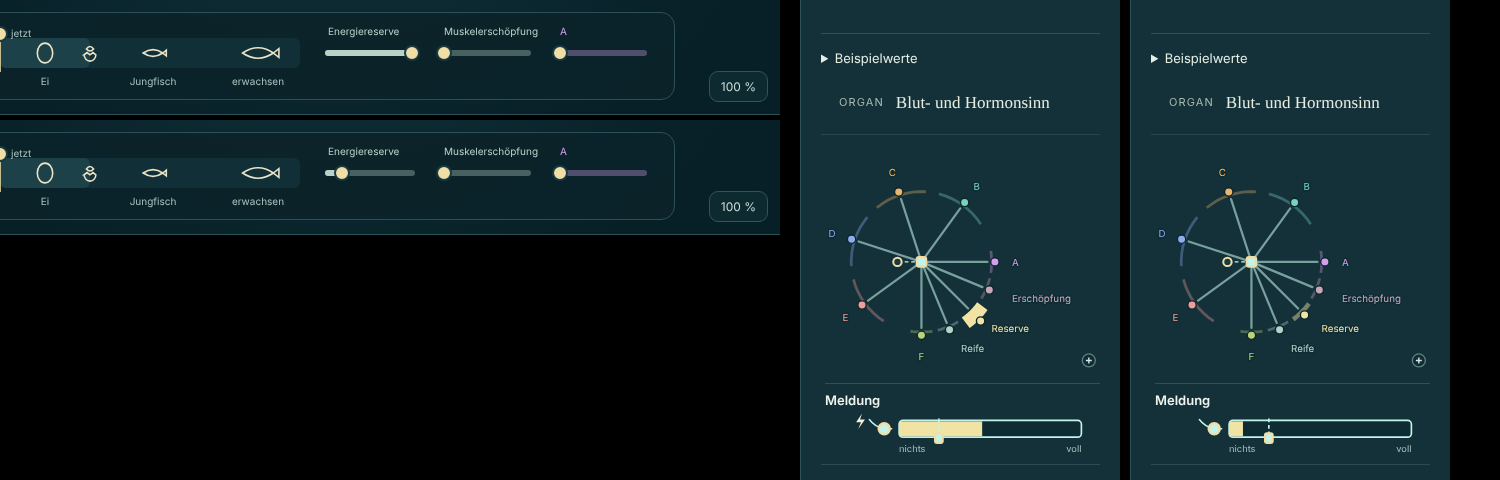 jetzt
Energiereserve
Muskelerschöpfung
A
Ei
Jungfisch
erwachsen
100 %
jetzt
Energiereserve
Muskelerschöpfung
A
Ei
Jungfisch
erwachsen
100 %
Beispielwerte
ORGAN Blut- und Hormonsinn
C
B
D
A
Erschöpfung
E
Reserve
Reife
F
Meldung
nichts
voll
Beispielwerte
ORGAN Blut- und Hormonsinn
C
B
D
A
Erschöpfung
E
Reserve
Reife
F
Meldung
nichts
voll